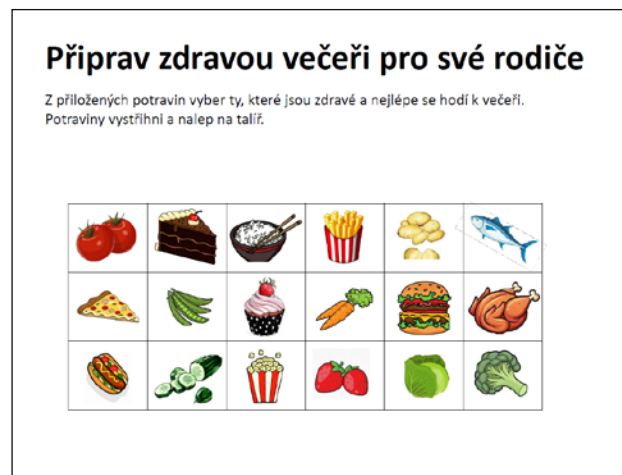 Připrav zdravou večeři pro své rodiče
Z přiložených potravin vyber ty, které jsou zdravé a nejlépe se hodí k večeři.
Potraviny vystřihni a nalep na talíř.